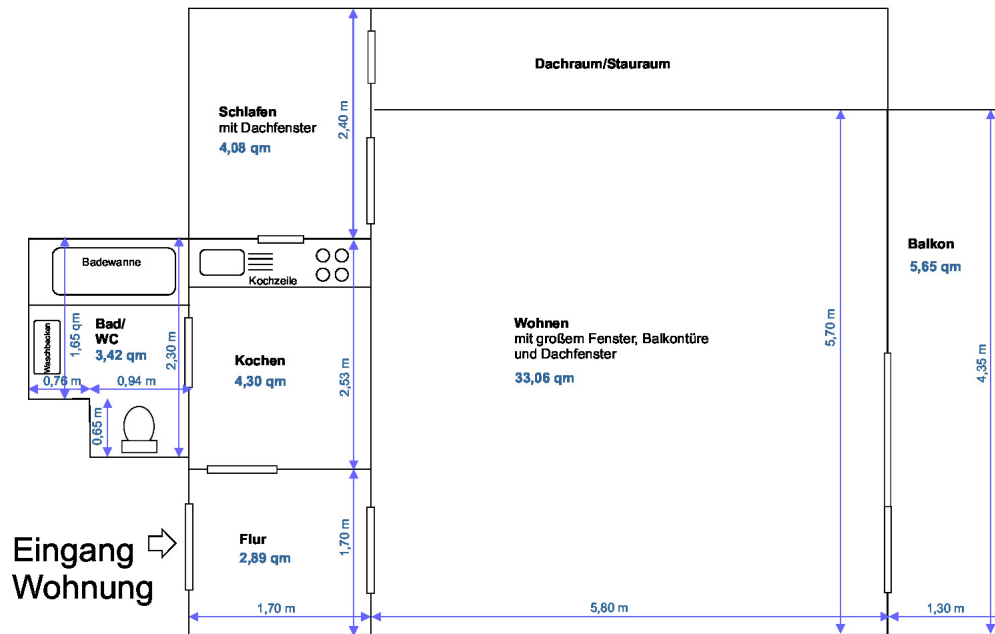 Dachraum/Stauraum
Schlafen
mit Dachfenster
4,08 qm
2,40 m
Badewanne
Kochzeile
Balkon
5,65 qm
Waschbecken
Bad/
WC
3,42 qm
1,65 qm
2,30 m
0,76 m
0,94 m
0,65 m
Kochen
4,30 qm
2,53 m
Wohnen
mit großem Fenster, Balkontüre
und Dachfenster
33,06 qm
5,70 m
4,35 m
Eingang
Wohnung
Flur
2,89 qm
1,70 m
1,70 m
5,80 m
1,30 m